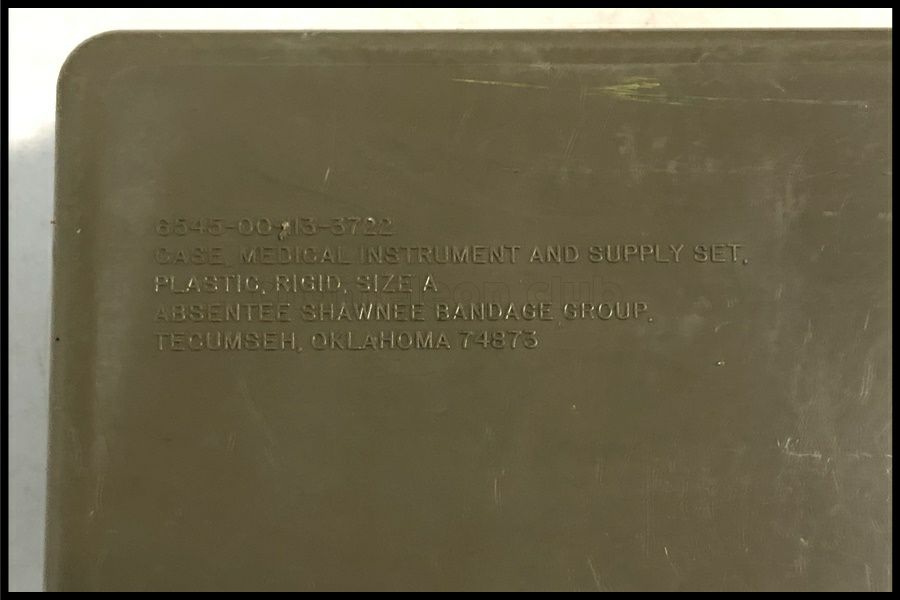 6545-00-113-3722
CASE, MEDICAL INSTRUMENT AND SUPPLY SET,
PLASTIC, RIGID, SIZE A
ABSENTEE SHAWNEE BANDAGE GROUP,
TECUMSEH, OKLAHOMA 74873